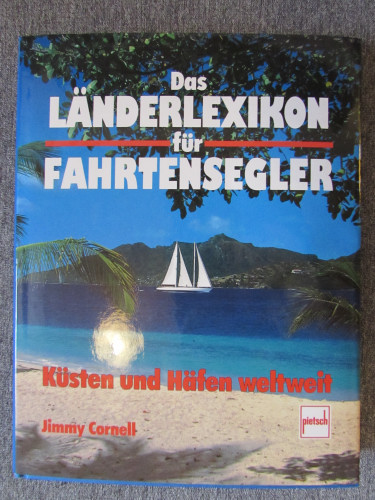 Das
LÄNDERLEXIKON
für
FAHRTENSEGLER
Küsten und Häfen weltweit
Jimmy Cornell
pietsch